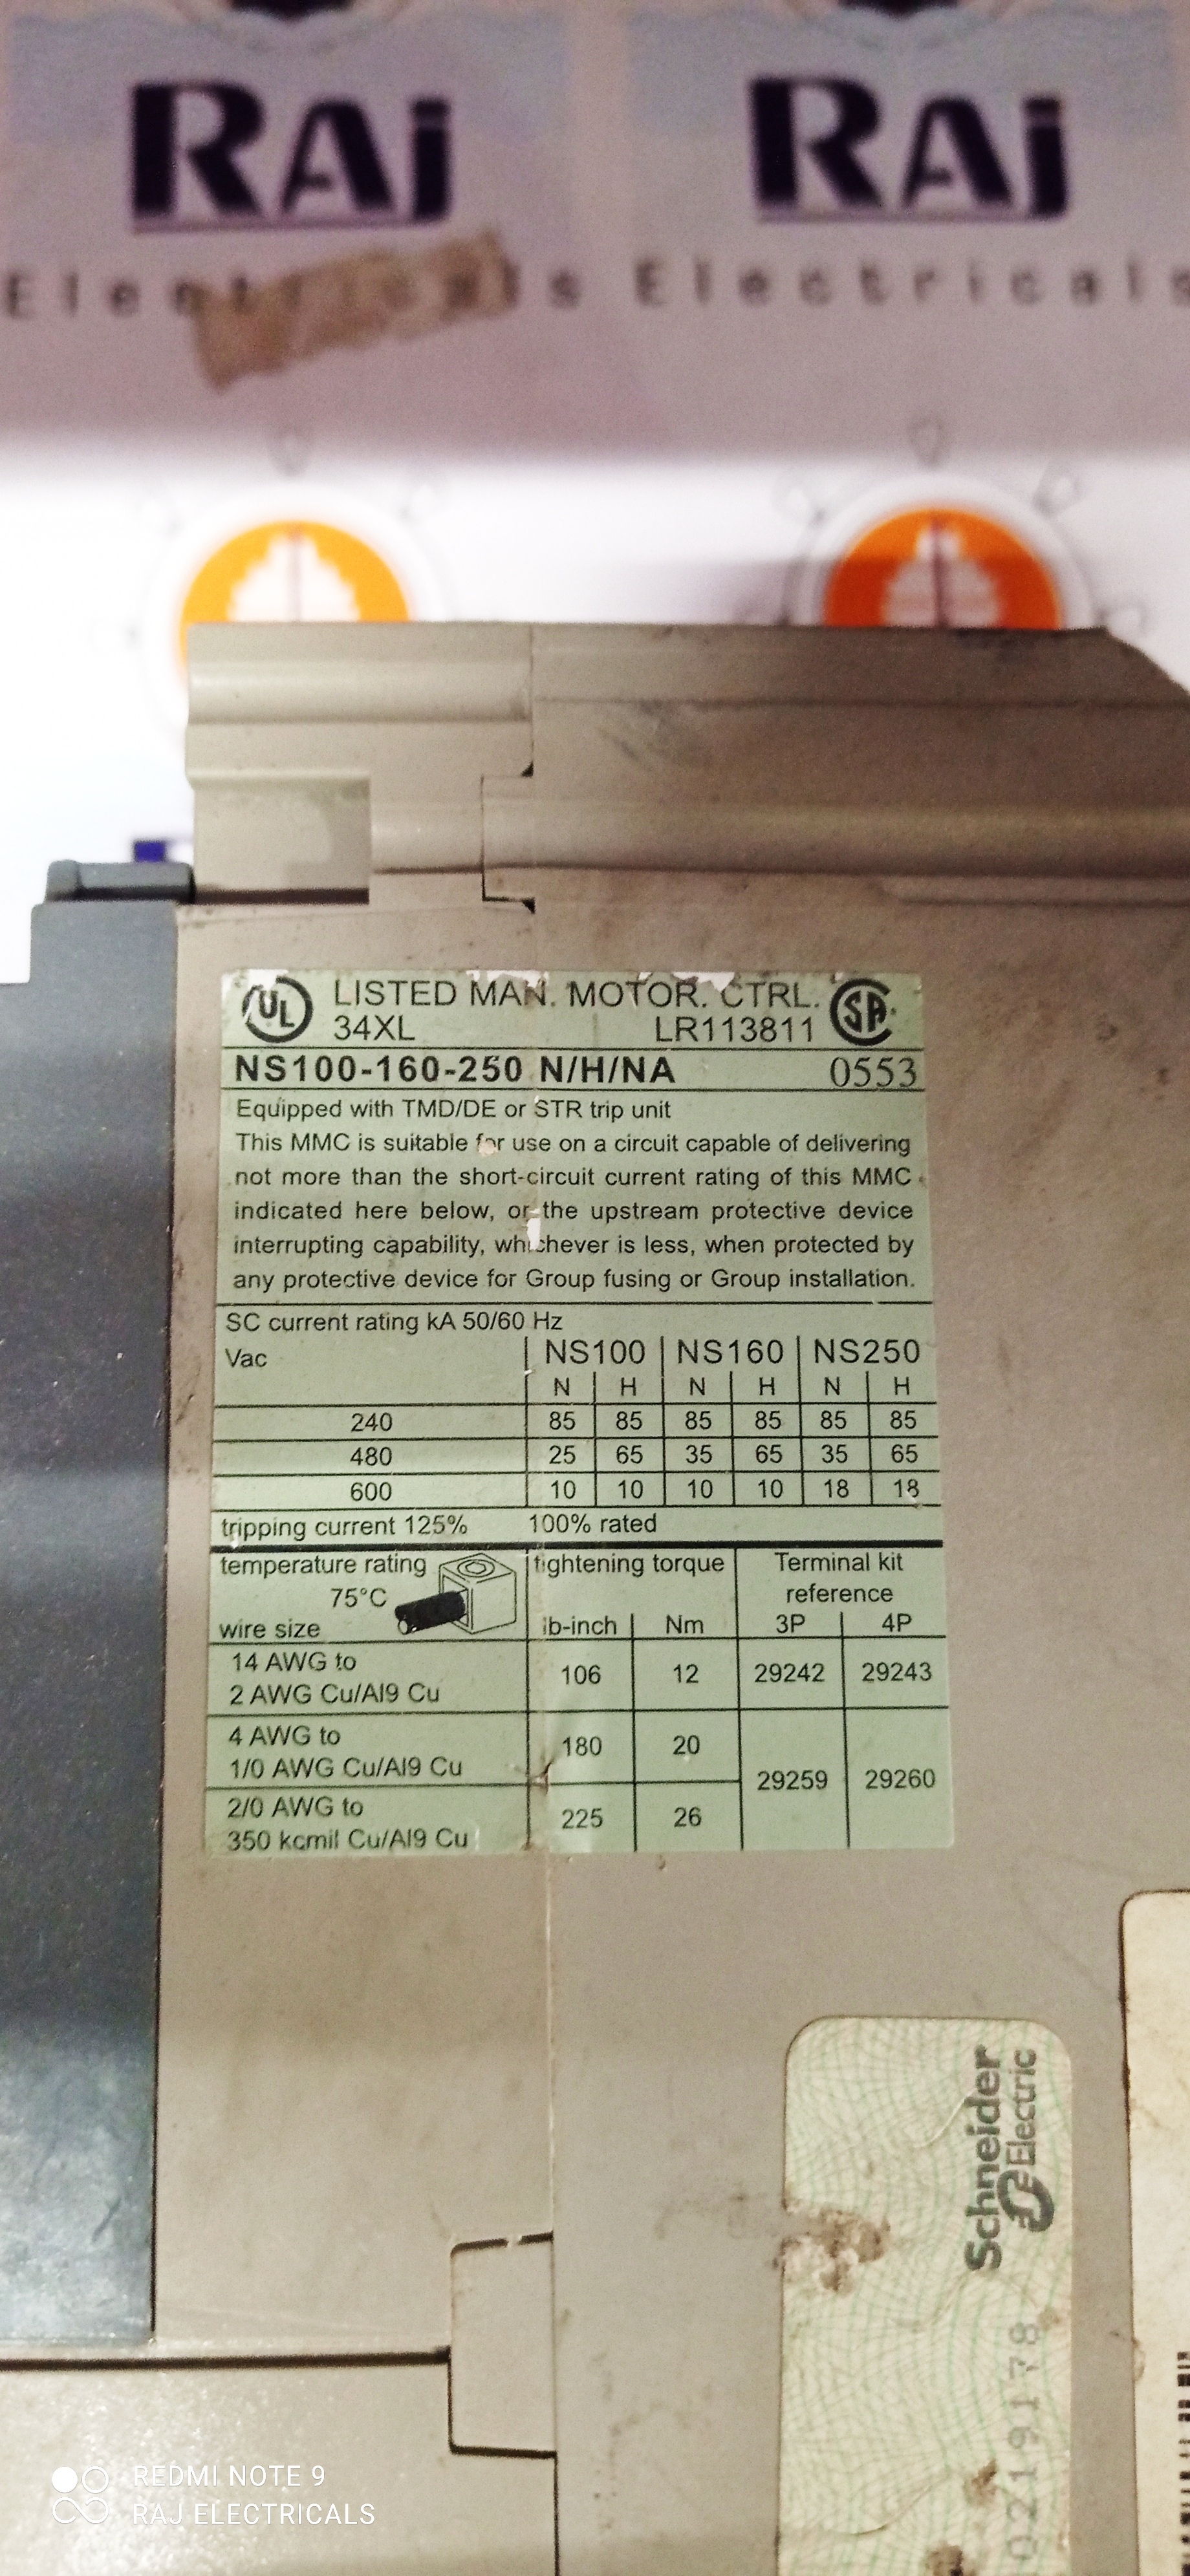 RAj RAj
Electricals Electricals
UL LISTED MAN. MOTOR. CTRL. SA
34XL LR113811
NS100-160-250 N/H/NA 0553
Equipped with TMD/DE or STR trip unit
This MMC is suitable for use on a circuit capable of delivering
not more than the short-circuit current rating of this MMC
indicated here below, or the upstream protective device
interrupting capability, whichever is less, when protected by
any protective device for Group fusing or Group installation.
SC current rating kA 50/60 Hz
Vac NS100 NS160 NS250
N H N H N H
240 85 85 85 85 85 85
480 25 65 35 65 35 65
600 10 10 10 10 18 18
tripping current 125% 100% rated
temperature rating tightening torque Terminal kit
75°C reference
wire size lb-inch Nm 3P 4P
14 AWG to
2 AWG Cu/Al9 Cu 106 12 29242 29243
4 AWG to
1/0 AWG Cu/Al9 Cu 180 20 29259 29260
2/0 AWG to
350 kcmil Cu/Al9 Cu 225 26
Schneider
Electric
02219178
REDMI NOTE 9
RAJ ELECTRICALS